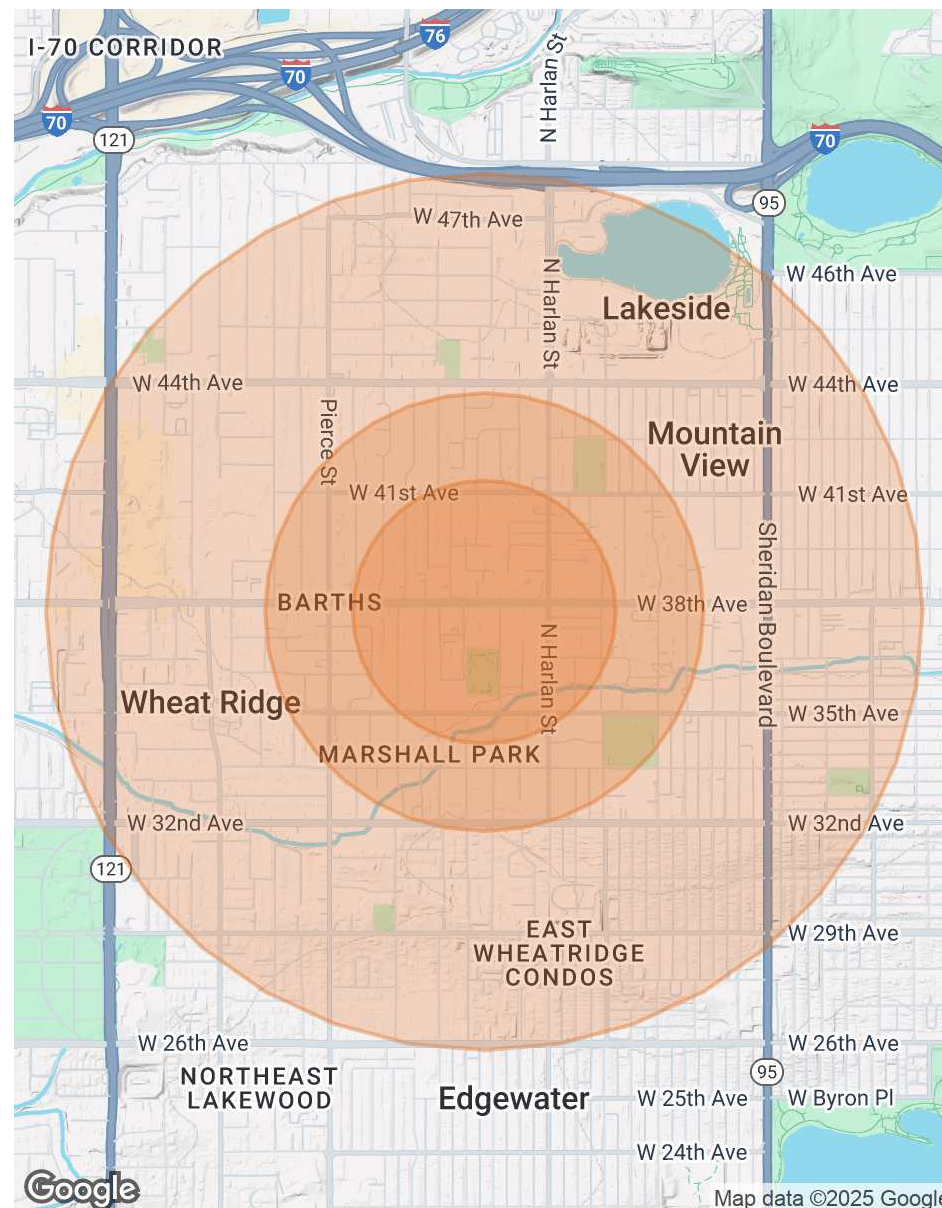 I-70 CORRIDOR
76
70
70
N Harlan St
121
70
95
W 47th Ave
W 46th Ave
N Harlan St
Lakeside
W 44th Ave
W 44th Ave
Pierce St
Mountain
View
W 41st Ave
W 41st Ave
Sheridan Boulevard
BARTHS
W 38th Ave
N Harlan St
Wheat Ridge
W 35th Ave
MARSHALL PARK
W 32nd Ave
W 32nd Ave
121
EAST
WHEATRIDGE
CONDOS
W 29th Ave
W 26th Ave
W 26th Ave
95
NORTHEAST
LAKEWOOD
Edgewater
W 25th Ave
W Byron Pl
W 24th Ave
Google
Map data ©2025 Google